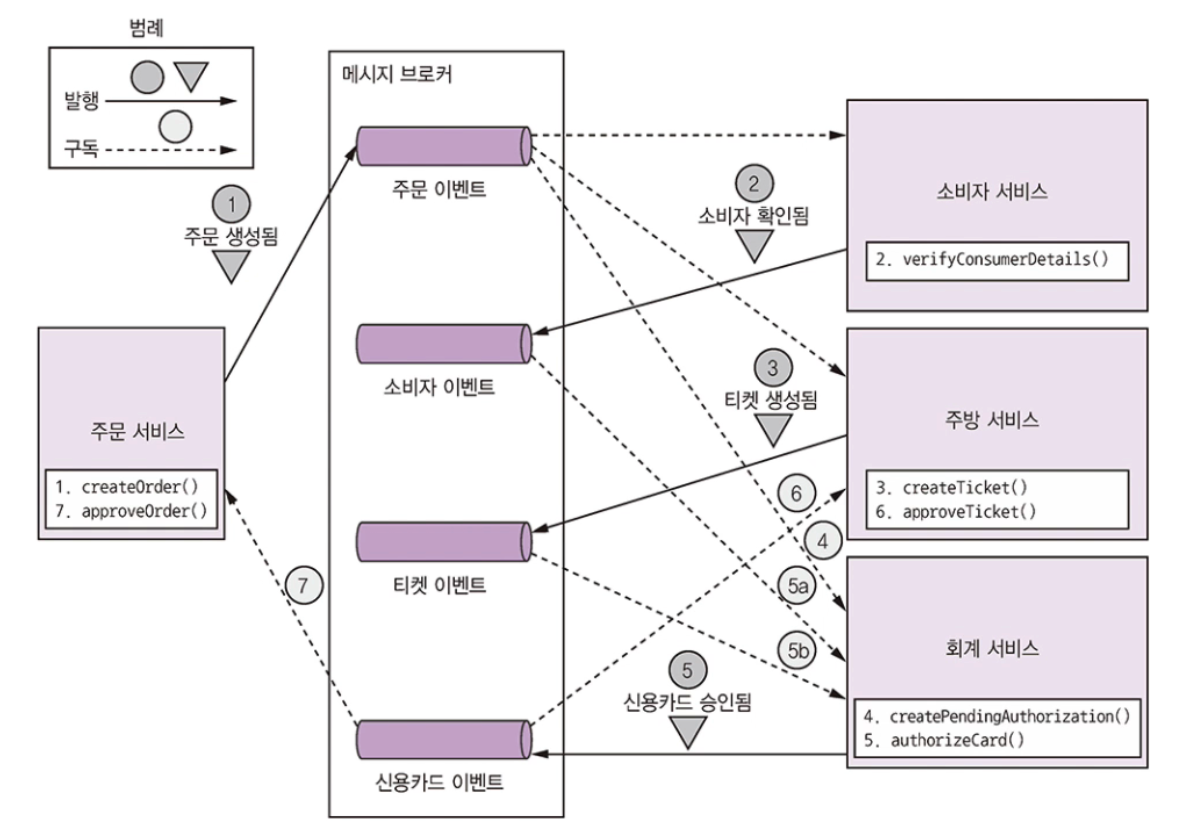 범례
발행
구독
메시지 브로커
주문 이벤트
소비자 이벤트
티켓 이벤트
신용카드 이벤트
1
주문 생성됨
주문 서비스
1. createOrder()
7. approveOrder()
7
2
소비자 확인됨
3
티켓 생성됨
6
4
5a
5b
5
신용카드 승인됨
소비자 서비스
2. verifyConsumerDetails()
주방 서비스
3. createTicket()
6. approveTicket()
회계 서비스
4. createPendingAuthorization()
5. authorizeCard()